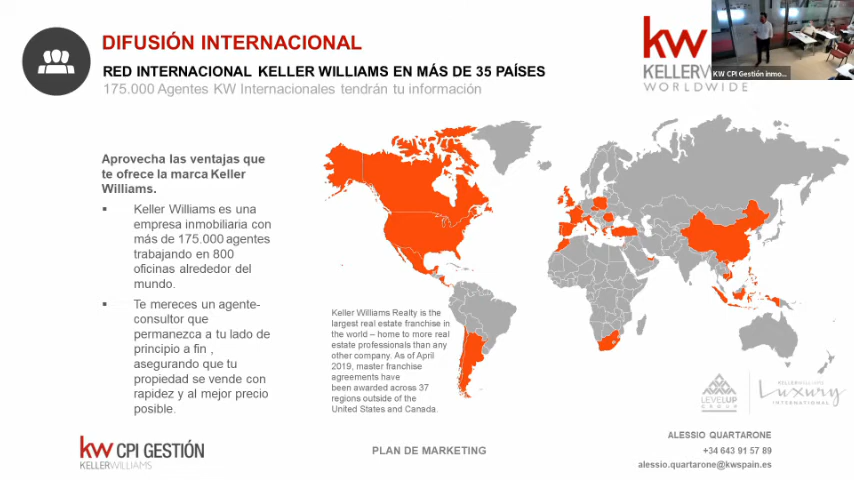 DIFUSIÓN INTERNACIONAL
RED INTERNACIONAL KELLER WILLIAMS EN MÁS DE 35 PAÍSES
175.000 Agentes KW Internacionales tendrán tu información
kw
KELLERW
WORLDWIDE
KW CPI Gestión inmo...
Aprovecha las ventajas que
te ofrece la marca Keller
Williams.
▪ Keller Williams es una
empresa inmobiliaria con
más de 175.000 agentes
trabajando en 800
oficinas alrededor del
mundo.
▪ Te mereces un agente-
consultor que
permanezca a tu lado de
principio a fin ,
asegurando que tu
propiedad se vende con
rapidez y al mejor precio
posible.
Keller Williams Realty is the
largest real estate franchise in
the world – home to more real
estate professionals than any
other company. As of April
2019, master franchise
agreements have
been awarded across 37
regions outside of the
United States and Canada.
LEVELUP
GROUP
KELLERWILLIAMS
Luxury
INTERNATIONAL
kw CPI GESTIÓN
KELLERWILLIAMS
PLAN DE MARKETING
ALESSIO QUARTARONE
+34 643 91 57 89
alessio.quartarone@kwspain.es